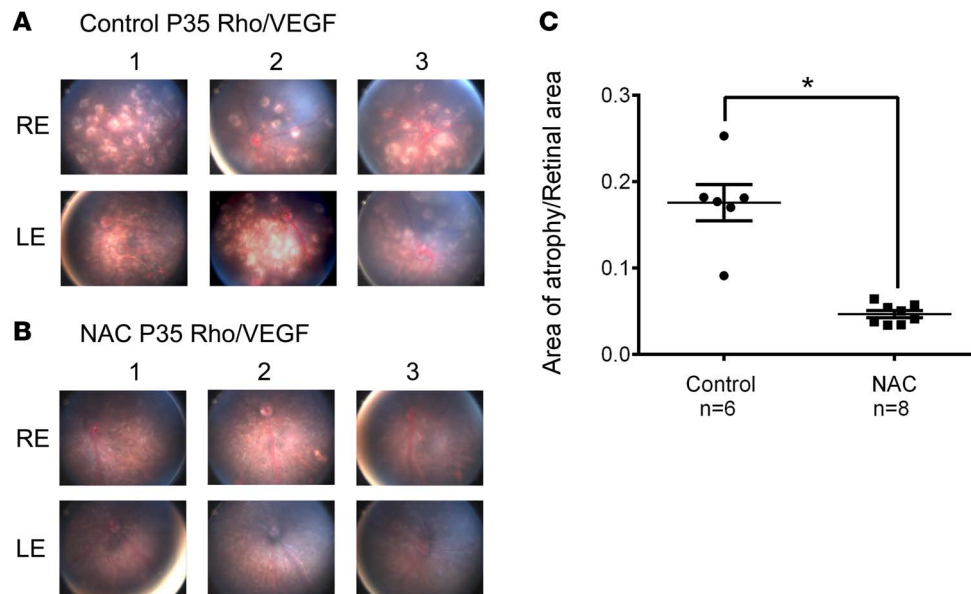 A Control P35 Rho/VEGF
1 2 3
RE
LE
B NAC P35 Rho/VEGF
1 2 3
RE
LE
C
*
Area of atrophy/Retinal area
0.3
0.2
0.1
0.0
Control NAC
n=6 n=8